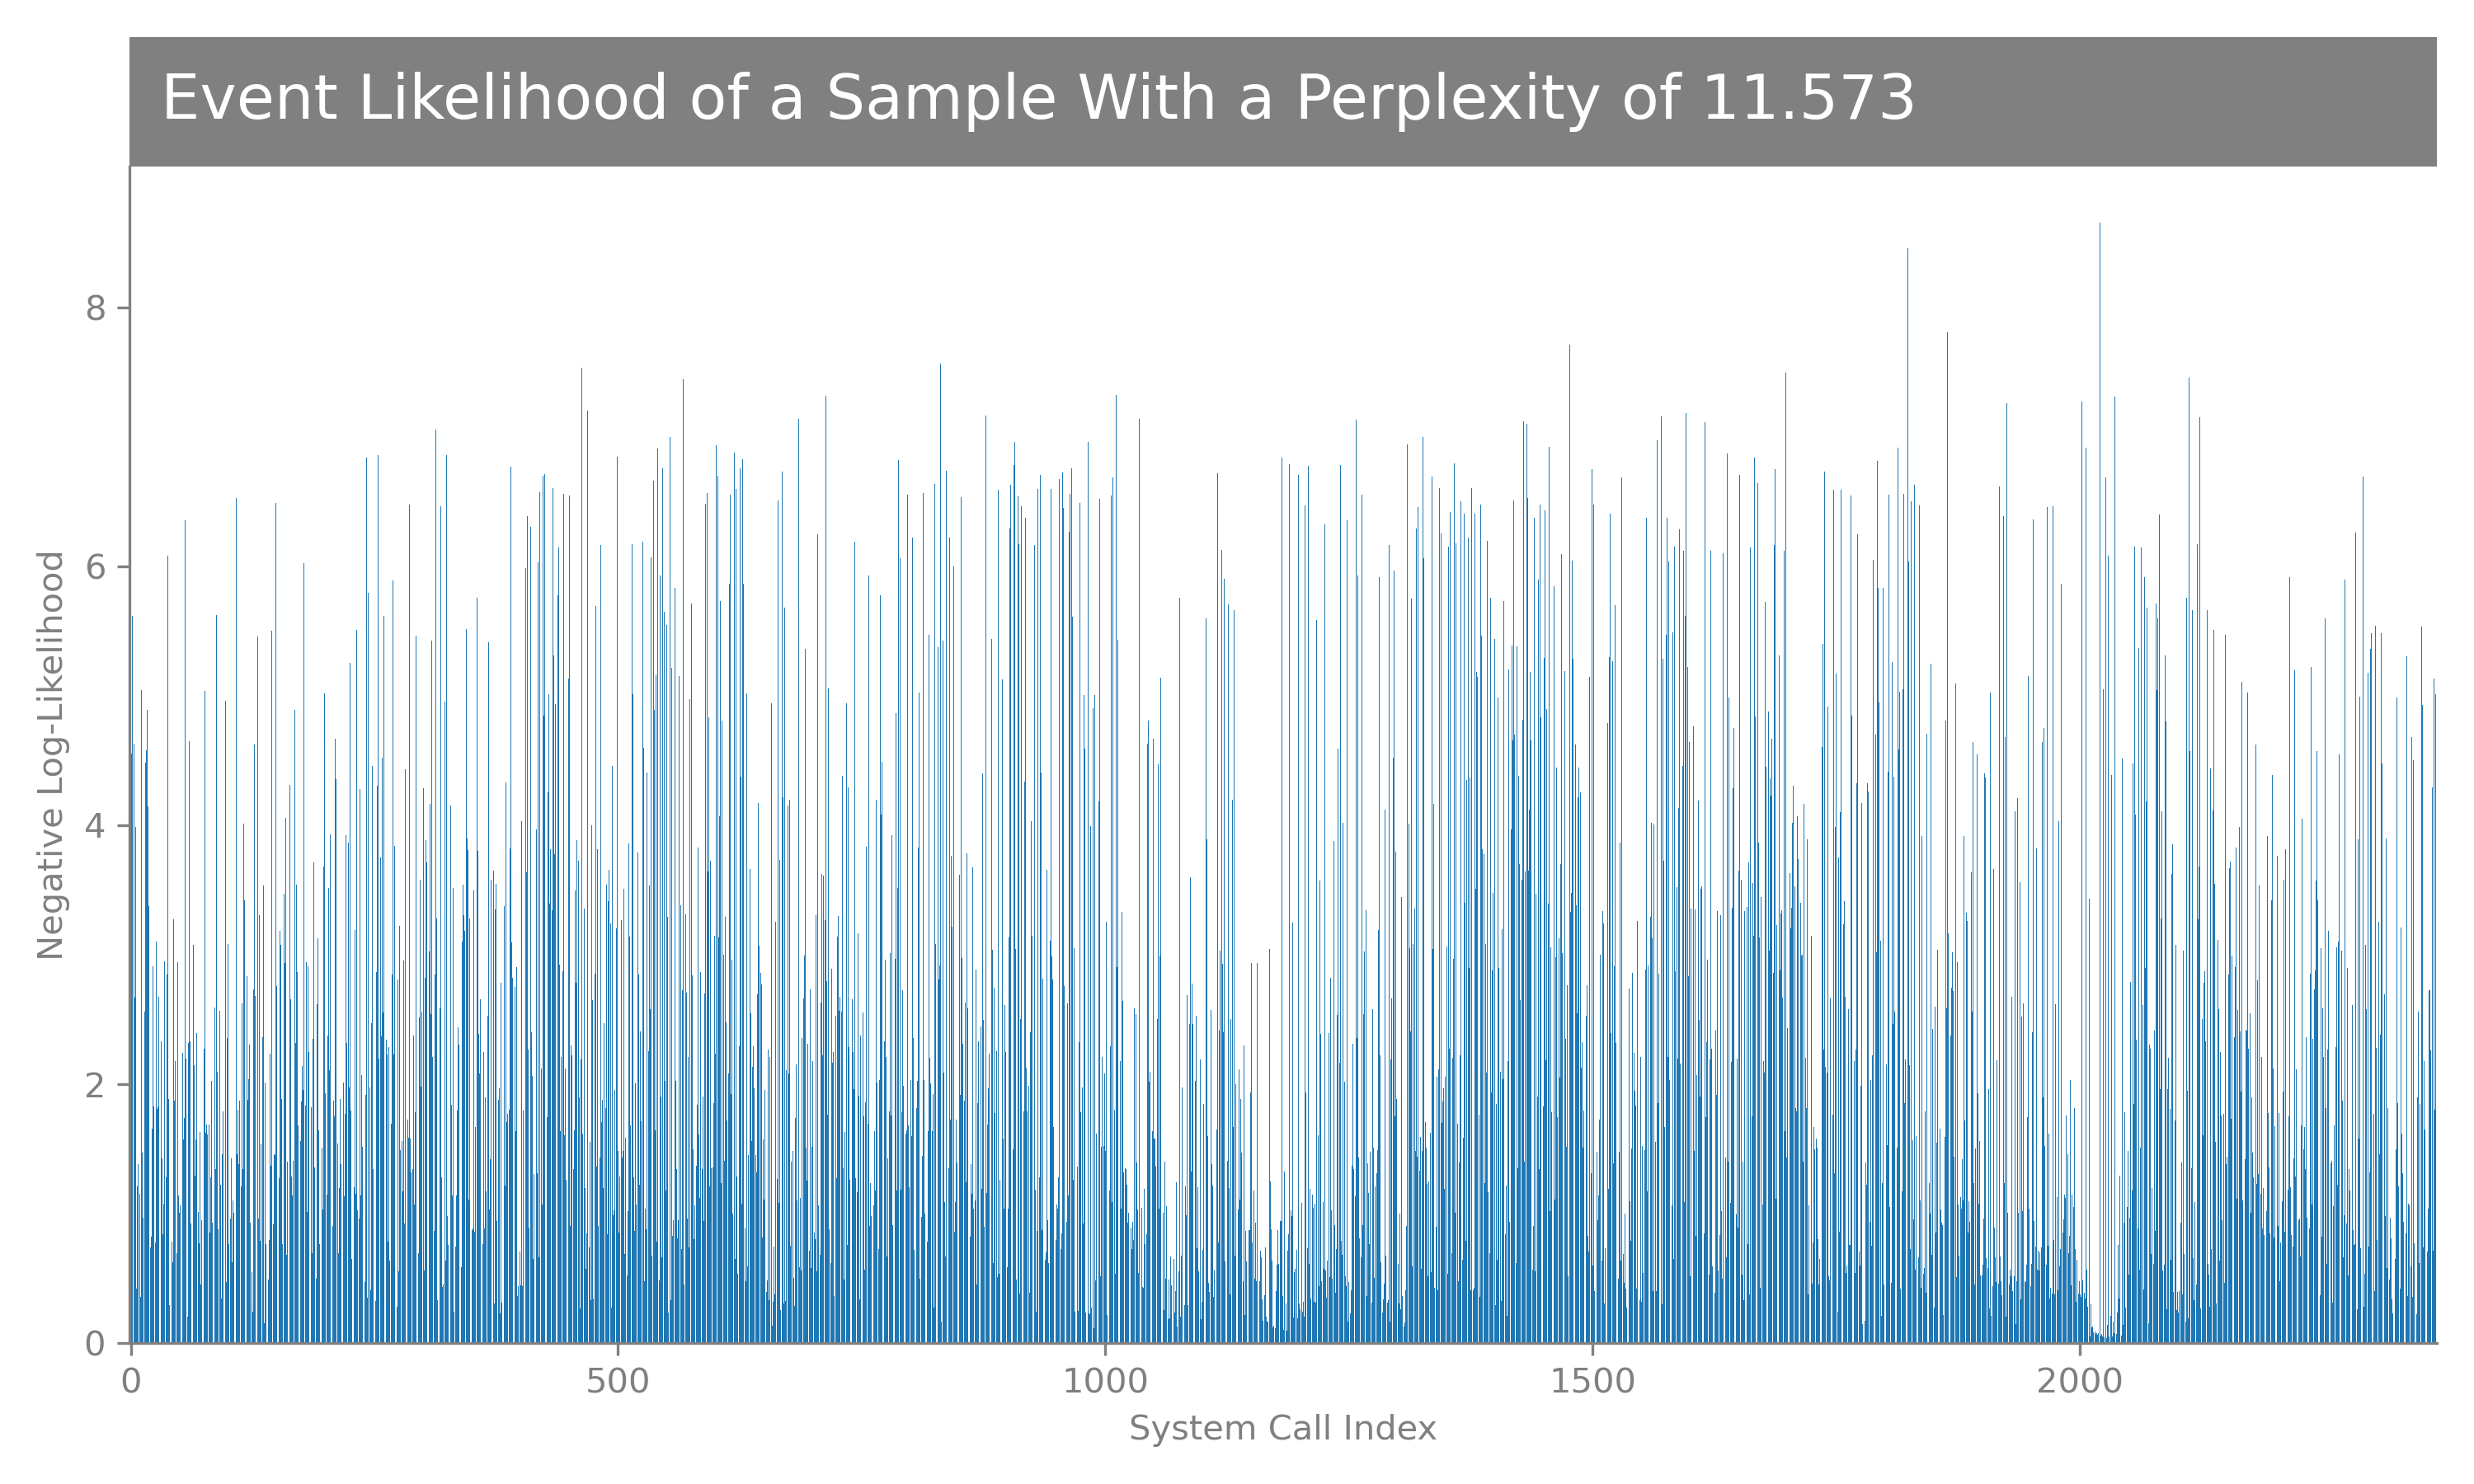 Event Likelihood of a Sample With a Perplexity of 11.573
Negative Log-Likelihood
8
6
4
2
0
0 500 1000 1500 2000
System Call Index